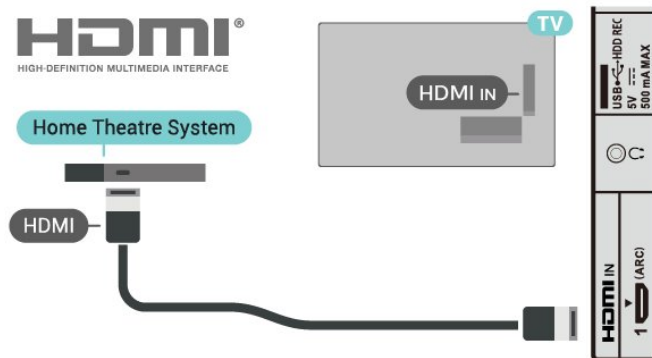 HDMI®
HIGH-DEFINITION MULTIMEDIA INTERFACE
Home Theatre System
HDMI
TV
HDMI IN
USB HDD REC
5V
500 mA MAX
HDMI IN
1 (ARC)